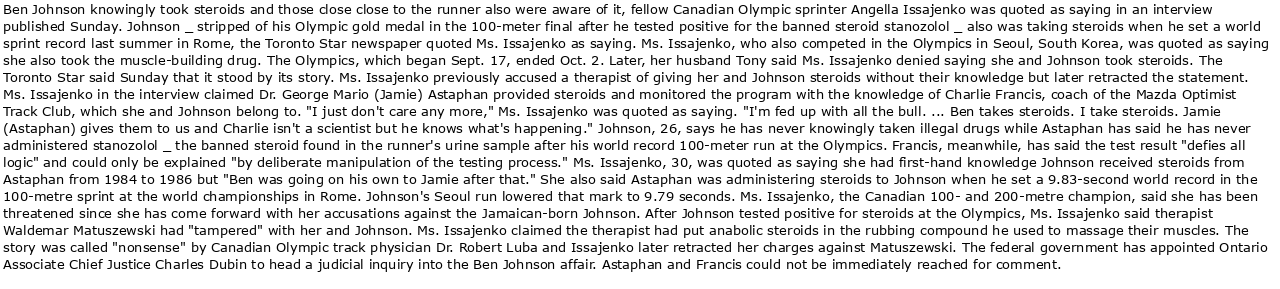 Ben Johnson knowingly took steroids and those close close to the runner also were aware of it, fellow Canadian Olympic sprinter Angella Issajenko was quoted as saying in an interview
published Sunday. Johnson _ stripped of his Olympic gold medal in the 100-meter final after he tested positive for the banned steroid stanozolol _ also was taking steroids when he set a world
sprint record last summer in Rome, the Toronto Star newspaper quoted Ms. Issajenko as saying. Ms. Issajenko, who also competed in the Olympics in Seoul, South Korea, was quoted as saying
she also took the muscle-building drug. The Olympics, which began Sept. 17, ended Oct. 2. Later, her husband Tony said Ms. Issajenko denied saying she and Johnson took steroids. The
Toronto Star said Sunday that it stood by its story. Ms. Issajenko previously accused a therapist of giving her and Johnson steroids without their knowledge but later retracted the statement.
Ms. Issajenko in the interview claimed Dr. George Mario (Jamie) Astaphan provided steroids and monitored the program with the knowledge of Charlie Francis, coach of the Mazda Optimist
Track Club, which she and Johnson belong to. "I just don't care any more," Ms. Issajenko was quoted as saying. "I'm fed up with all the bull. ... Ben takes steroids. I take steroids. Jamie
(Astaphan) gives them to us and Charlie isn't a scientist but he knows what's happening." Johnson, 26, says he has never knowingly taken illegal drugs while Astaphan has said he has never
administered stanozolol _ the banned steroid found in the runner's urine sample after his world record 100-meter run at the Olympics. Francis, meanwhile, has said the test result "defies all
logic" and could only be explained "by deliberate manipulation of the testing process." Ms. Issajenko, 30, was quoted as saying she had first-hand knowledge Johnson received steroids from
Astaphan from 1984 to 1986 but "Ben was going on his own to Jamie after that." She also said Astaphan was administering steroids to Johnson when he set a 9.83-second world record in the
100-metre sprint at the world championships in Rome. Johnson's Seoul run lowered that mark to 9.79 seconds. Ms. Issajenko, the Canadian 100- and 200-metre champion, said she has been
threatened since she has come forward with her accusations against the Jamaican-born Johnson. After Johnson tested positive for steroids at the Olympics, Ms. Issajenko said therapist
Waldemar Matuszewski had "tampered" with her and Johnson. Ms. Issajenko claimed the therapist had put anabolic steroids in the rubbing compound he used to massage their muscles. The
story was called "nonsense" by Canadian Olympic track physician Dr. Robert Luba and Issajenko later retracted her charges against Matuszewski. The federal government has appointed Ontario
Associate Chief Justice Charles Dubin to head a judicial inquiry into the Ben Johnson affair. Astaphan and Francis could not be immediately reached for comment.